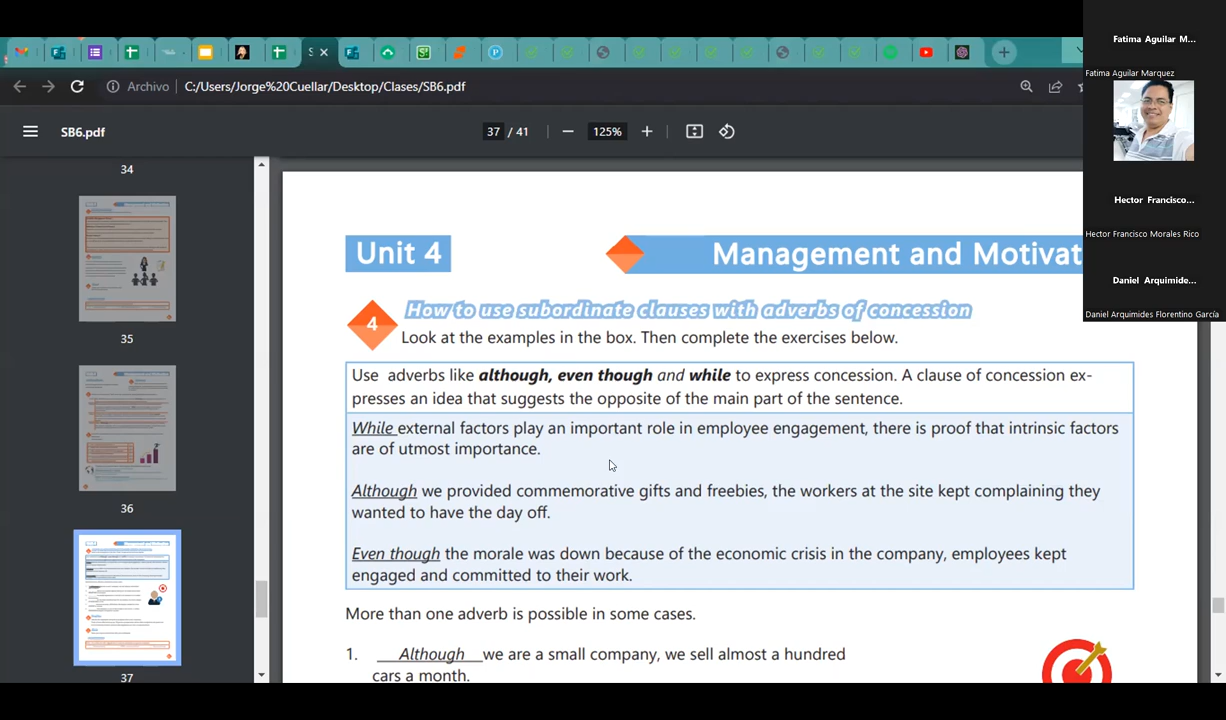 Fatima Aguilar M...
Fatima Aguilar Marquez
Hector Francisco...
Hector Francisco Morales Rico
Daniel Arquimide...
Daniel Arquimides Florentino García
Archivo
C:/Users/Jorge%20Cuellar/Desktop/Clases/SB6.pdf
SB6.pdf
37 / 41
125%
34
35
36
37
Unit 4
Management and Motivat
4
How to use subordinate clauses with adverbs of concession
Look at the examples in the box. Then complete the exercises below.
Use adverbs like although, even though and while to express concession. A clause of concession ex-
presses an idea that suggests the opposite of the main part of the sentence.
While external factors play an important role in employee engagement, there is proof that intrinsic factors
are of utmost importance.
Although we provided commemorative gifts and freebies, the workers at the site kept complaining they
wanted to have the day off.
Even though the morale was down because of the economic crisis in the company, employees kept
engaged and committed to their work.
More than one adverb is possible in some cases.
1. __Although__we are a small company, we sell almost a hundred
cars a month.